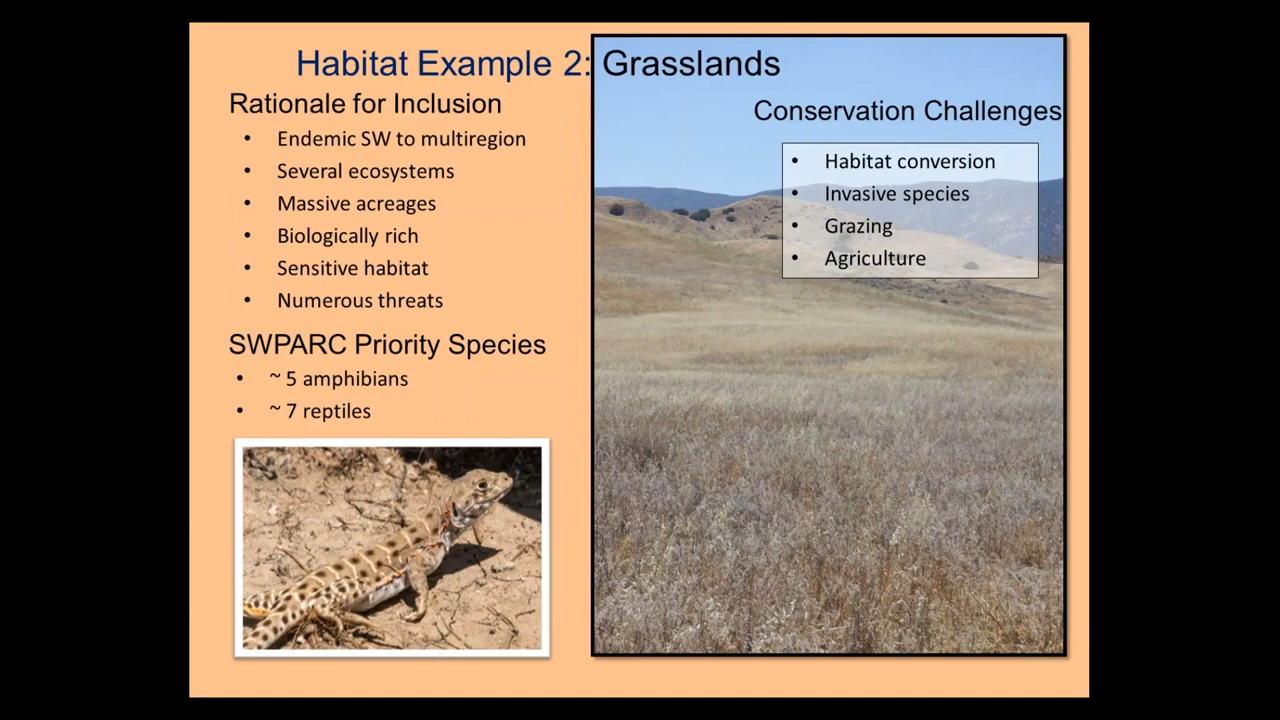 Habitat Example 2: Grasslands
Rationale for Inclusion
• Endemic SW to multiregion
• Several ecosystems
• Massive acreages
• Biologically rich
• Sensitive habitat
• Numerous threats
SWPARC Priority Species
• ~ 5 amphibians
• ~ 7 reptiles
Conservation Challenges
• Habitat conversion
• Invasive species
• Grazing
• Agriculture